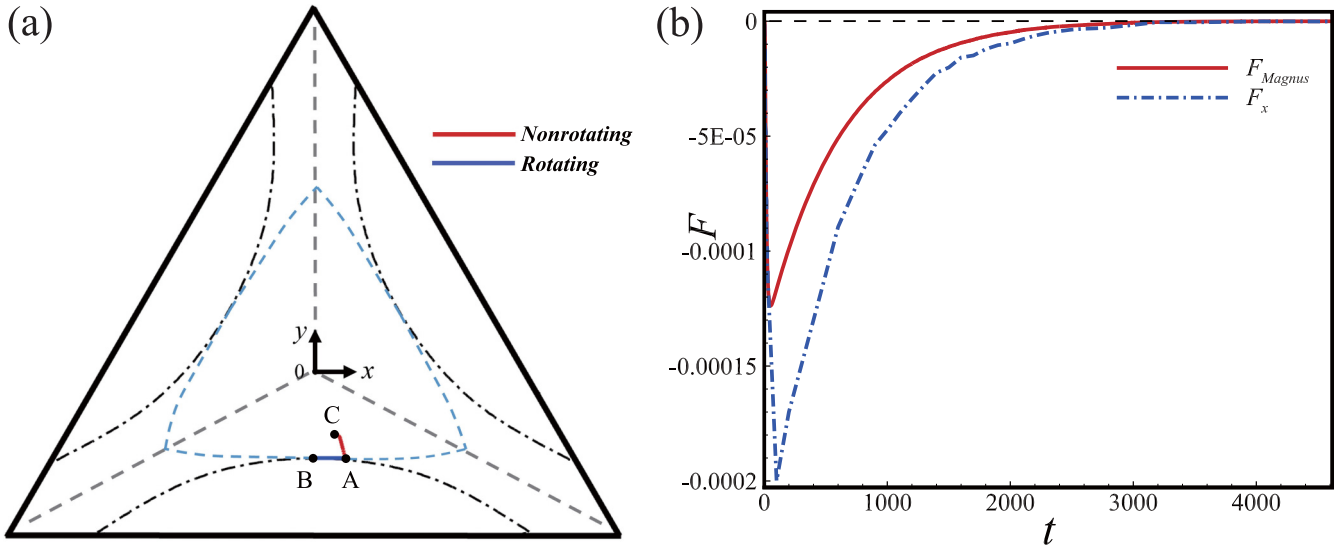 (a)
Nonrotating
Rotating
y
0
x
C
B
A
(b)
0
-5E-05
-0.0001
-0.00015
-0.0002
F
F_Magnus
F_x
0
1000
2000
3000
4000
t